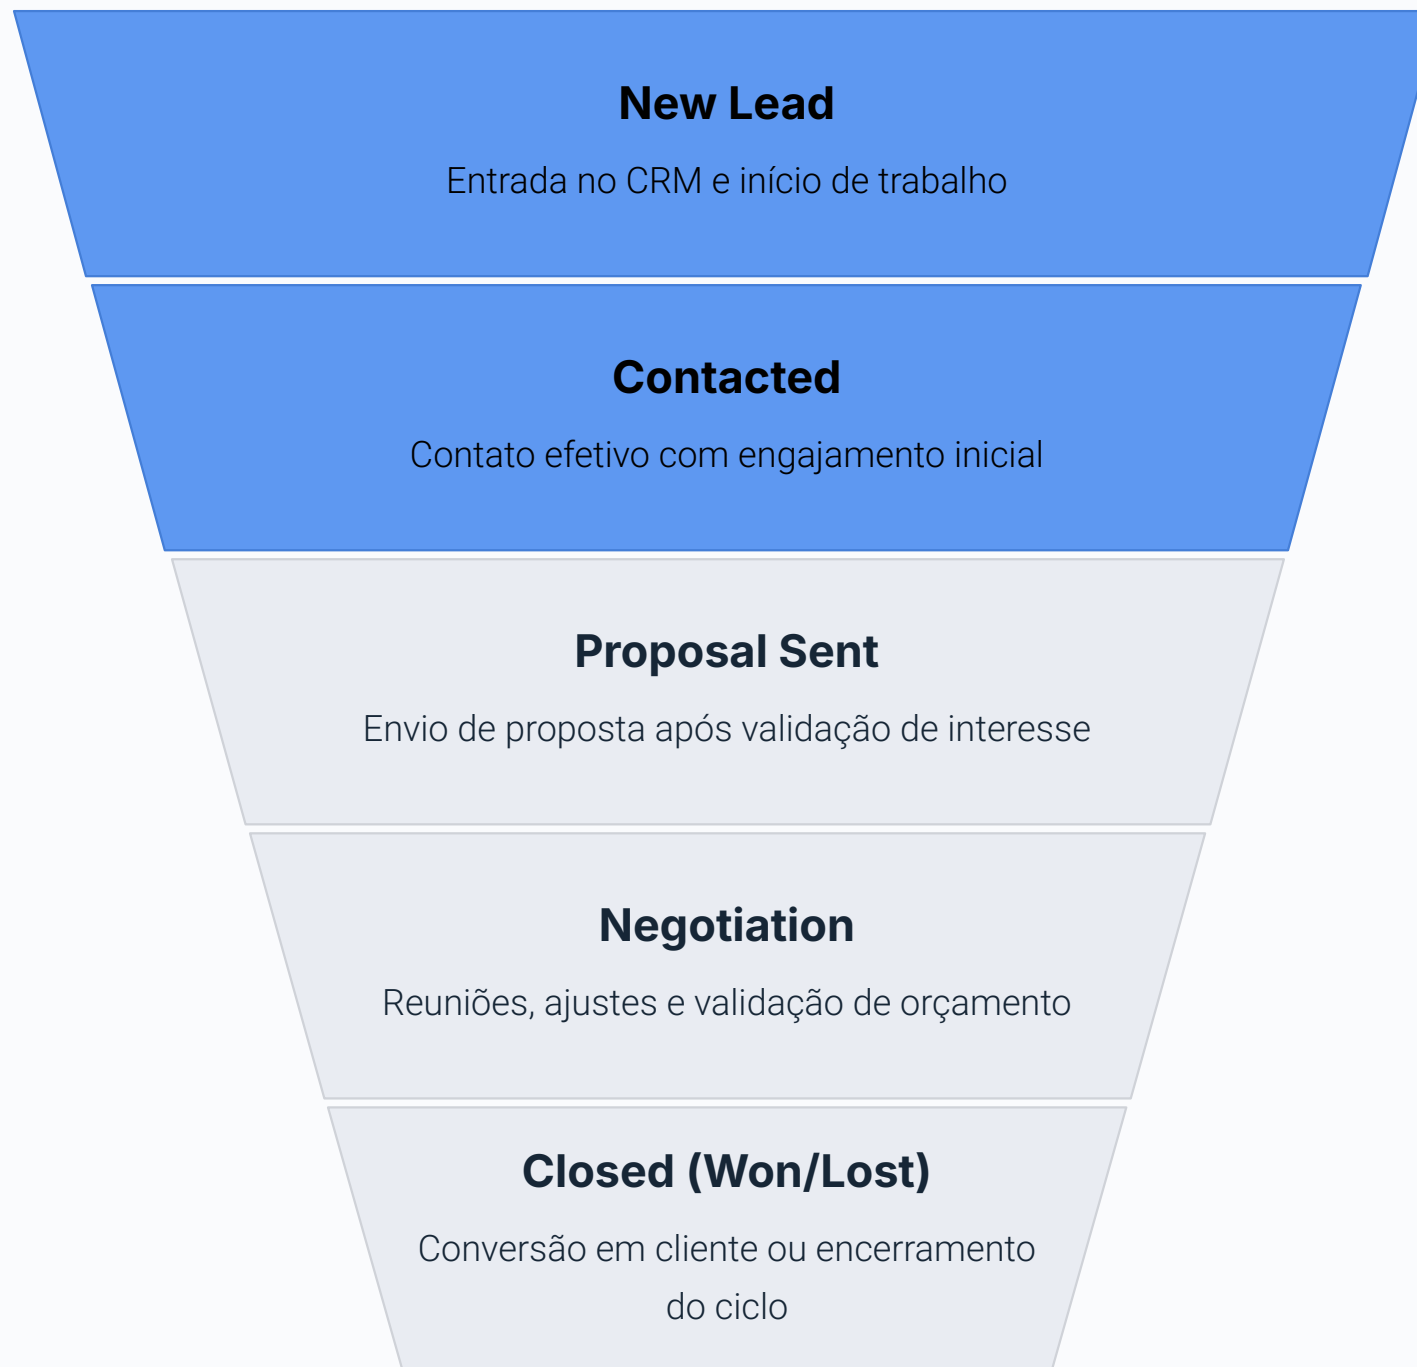 New Lead
Entrada no CRM e início de trabalho
Contacted
Contato efetivo com engajamento inicial
Proposal Sent
Envio de proposta após validação de interesse
Negotiation
Reuniões, ajustes e validação de orçamento
Closed (Won/Lost)
Conversão em cliente ou encerramento
do ciclo